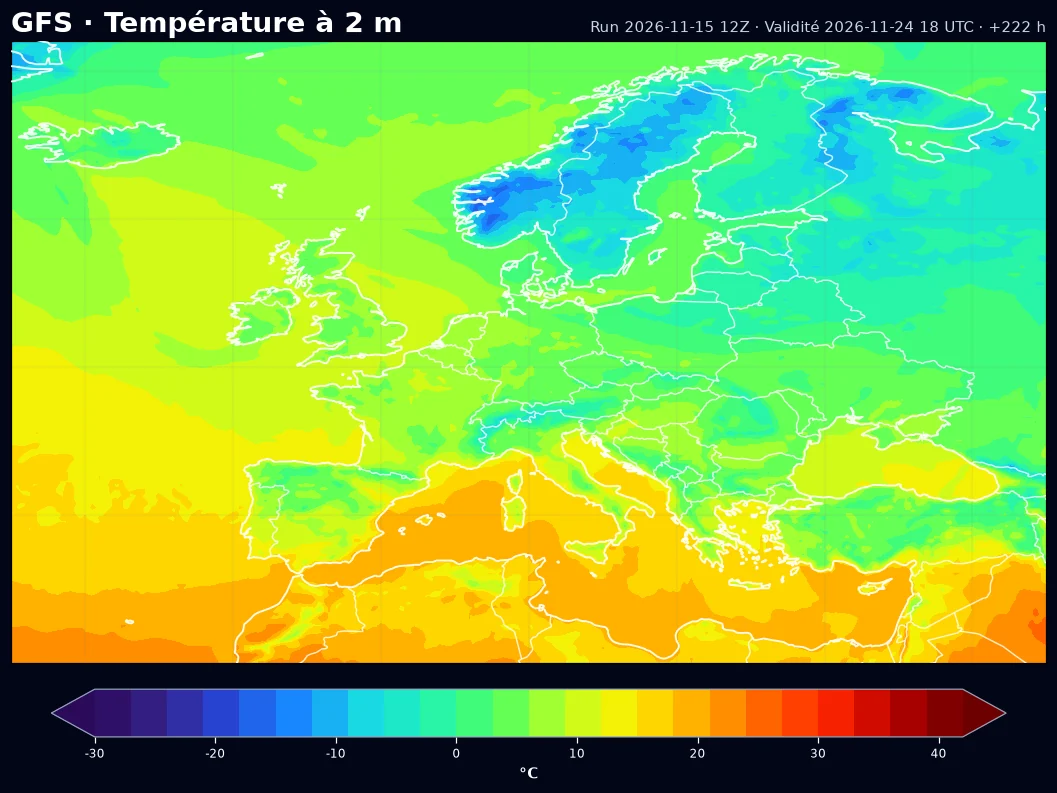 GFS · Température à 2 m
Run 2026-11-15 12Z · Validité 2026-11-24 18 UTC · +222 h
-30 -20 -10 0 10 20 30 40
°C